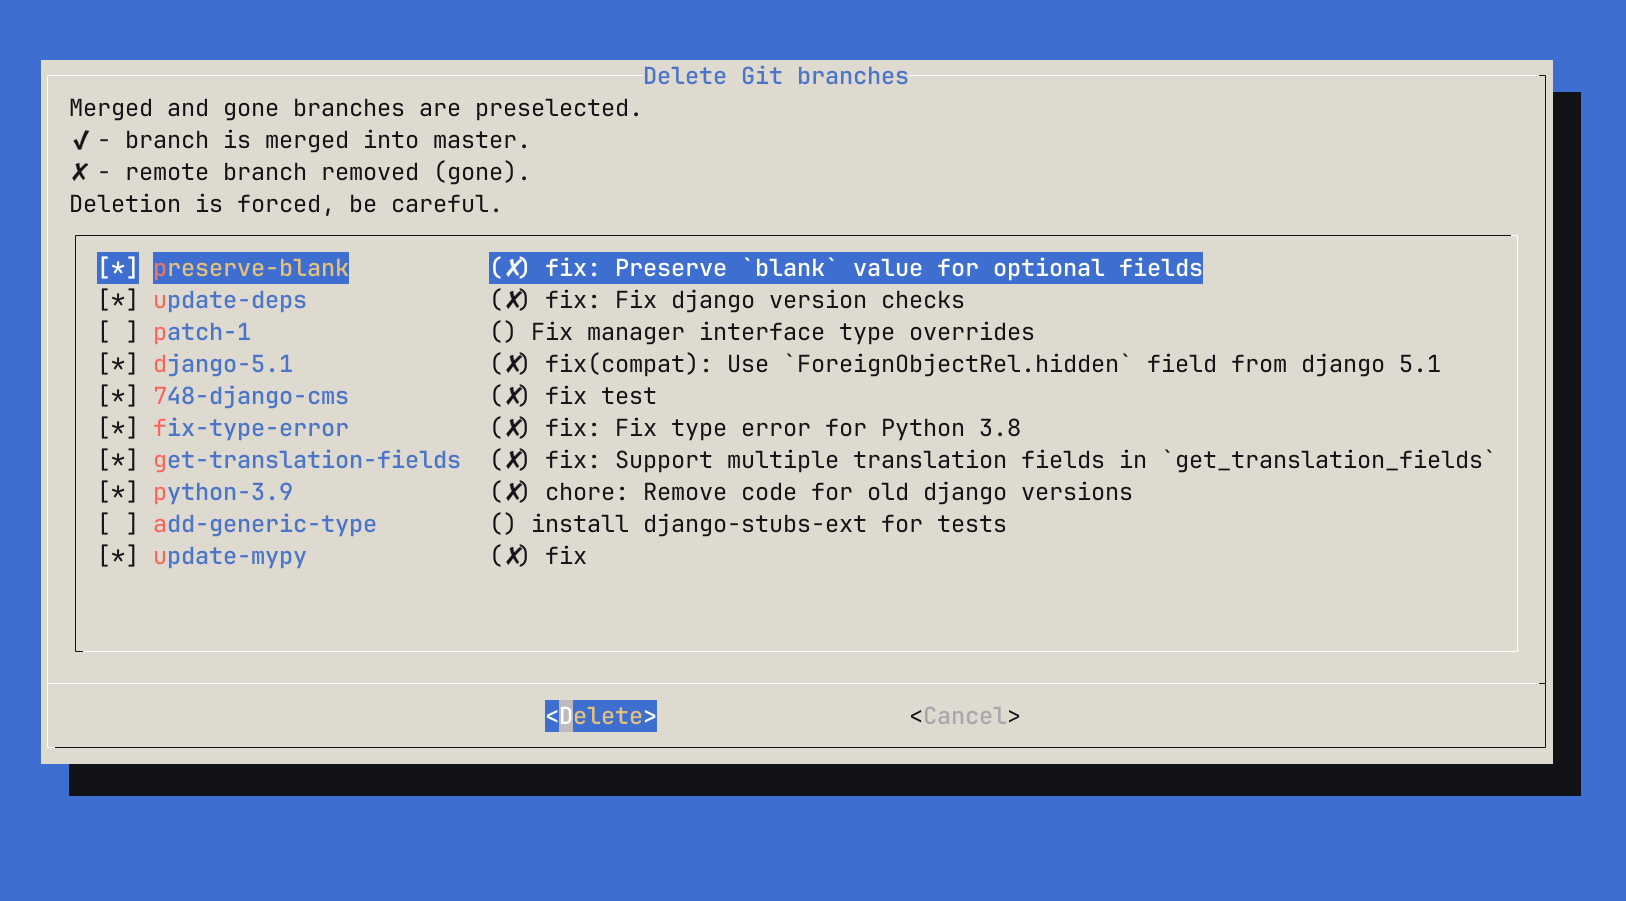 Delete Git branches
Merged and gone branches are preselected.
✓ - branch is merged into master.
✗ - remote branch removed (gone).
Deletion is forced, be careful.
[*] preserve-blank (✗) fix: Preserve `blank` value for optional fields
[*] update-deps (✗) fix: Fix django version checks
[ ] patch-1 () Fix manager interface type overrides
[*] django-5.1 (✗) fix(compat): Use `ForeignObjectRel.hidden` field from django 5.1
[*] 748-django-cms (✗) fix test
[*] fix-type-error (✗) fix: Fix type error for Python 3.8
[*] get-translation-fields (✗) fix: Support multiple translation fields in `get_translation_fields`
[*] python-3.9 (✗) chore: Remove code for old django versions
[ ] add-generic-type () install django-stubs-ext for tests
[*] update-mypy (✗) fix
<Delete> <Cancel>